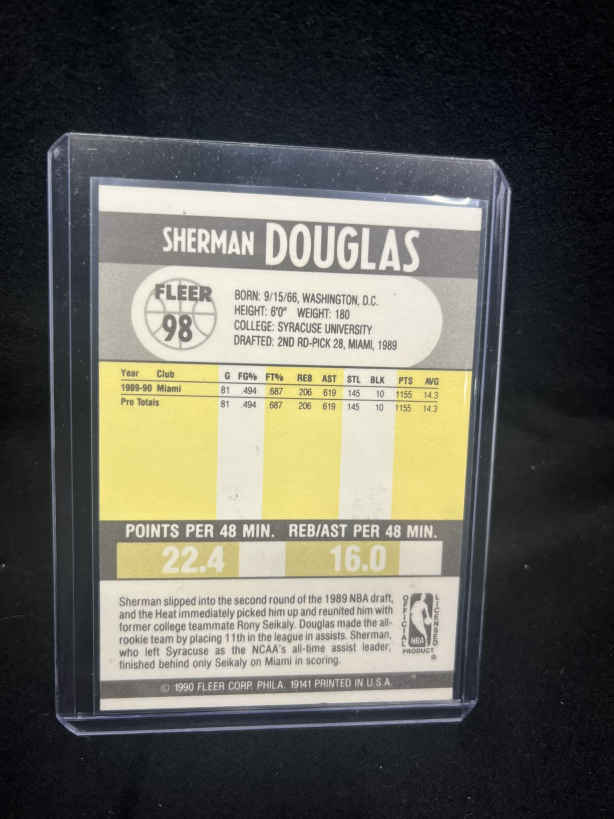 SHERMAN DOUGLAS
FLEER
98
BORN: 9/15/66, WASHINGTON, D.C.
HEIGHT: 6'0" WEIGHT: 180
COLLEGE: SYRACUSE UNIVERSITY
DRAFTED: 2ND RD-PICK 28, MIAMI, 1989
Year Club G FG% FT% REB AST STL BLK PTS AVG
1989-90 Miami 81 .494 .687 206 619 145 10 1155 14.3
Pro Totals 81 .494 .687 206 619 145 10 1155 14.3
POINTS PER 48 MIN. REB/AST PER 48 MIN.
22.4 16.0
Sherman slipped into the second round of the 1989 NBA draft,
and the Heat immediately picked him up and reunited him with
former college teammate Rony Seikaly. Douglas made the all-
rookie team by placing 11th in the league in assists. Sherman,
who left Syracuse as the NCAA's all-time assist leader,
finished behind only Seikaly on Miami in scoring.
OFFICIAL LICENSED
NBA
PRODUCT
®
© 1990 FLEER CORP. PHILA. 19141 PRINTED IN U.S.A.